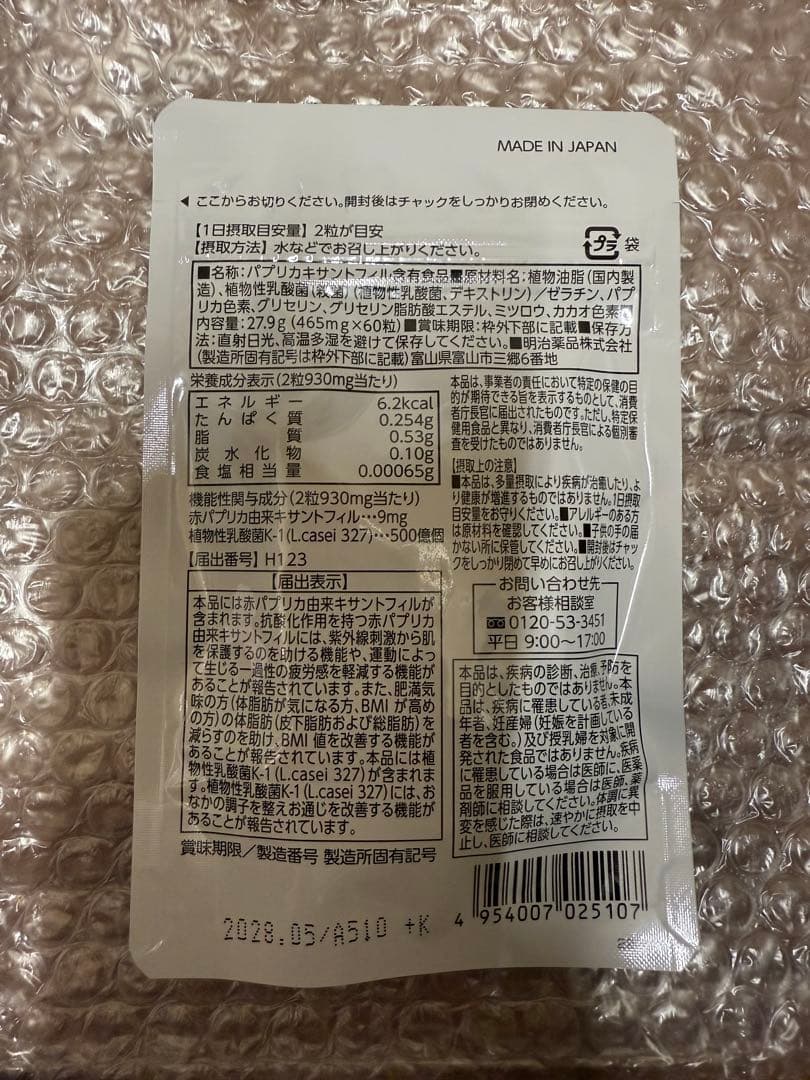 MADE IN JAPAN
◀ ここからお切りください。開封後はチャックをしっかりお閉めください。
【1日摂取目安量】2粒が目安
【摂取方法】水などでお召し上がりください。
プラ 袋
■名称：パプリカキサントフィル含有食品■原材料名：植物油脂（国内製
造）、植物性乳酸菌（殺菌）（植物性乳酸菌、デキストリン）／ゼラチン、パプ
リカ色素、グリセリン、グリセリン脂肪酸エステル、ミツロウ、カカオ色素■
内容量：27.9g（465mg×60粒）■賞味期限：枠外下部に記載■保存方
法：直射日光、高温多湿を避けて保存してください。■明治薬品株式会社
（製造所固有記号は枠外下部に記載）富山県富山市三郷6番地
栄養成分表示（2粒930mg当たり）
エネルギー 6.2kcal
たんぱく質 0.254g
脂質 0.53g
炭水化物 0.10g
食塩相当量 0.00065g
機能性関与成分（2粒930mg当たり）
赤パプリカ由来キサントフィル…9mg
植物性乳酸菌K-1（L.casei 327）…500億個
【届出番号】H123
【届出表示】
本品には赤パプリカ由来キサントフィルが
含まれます。抗酸化作用を持つ赤パプリカ
由来キサントフィルには、紫外線刺激から肌
を保護するのを助ける機能や、運動によっ
て生じる一過性の疲労感を軽減する機能が
あることが報告されています。また、肥満気
味の方（体脂肪が気になる方、BMI が高め
の方）の体脂肪（皮下脂肪および総脂肪）を
減らすのを助け、BMI 値を改善する機能が
あることが報告されています。本品には植
物性乳酸菌K-1（L.casei 327）が含まれま
す。植物性乳酸菌K-1（L.casei 327）には、お
なかの調子を整えお通じを改善する機能が
あることが報告されています。
賞味期限／製造番号 製造所固有記号
2028.05/A510 +K
本品は、事業者の責任において特定の保健の目
的が期待できる旨を表示するものとして、消費
者庁長官に届出されたものです。ただし、特定保
健用食品と異なり、消費者庁長官による個別審
査を受けたものではありません。
【摂取上の注意】
■本品は、多量摂取により疾病が治癒したり、よ
り健康が増進するものではありません。1日摂取
目安量をお守りください。■アレルギーのある方
は原材料を確認してください。■子供の手の届
かない所に保管してください。■開封後はチャッ
クをしっかり閉めて早めにお召し上がりください。
お問い合わせ先
お客様相談室
0120-53-3451
平日 9:00～17:00
本品は、疾病の診断、治療、予防を
目的としたものではありません。本
品は、疾病に罹患している者、未成
年者、妊産婦（妊娠を計画している
者を含む。）及び授乳婦を対象に開
発された食品ではありません。疾病
に罹患している場合は医師に、医薬
品を服用している場合は医師、薬
剤師に相談してください。体調に異
変を感じた際は、速やかに摂取を中
止し、医師に相談してください。
4 954007 025107